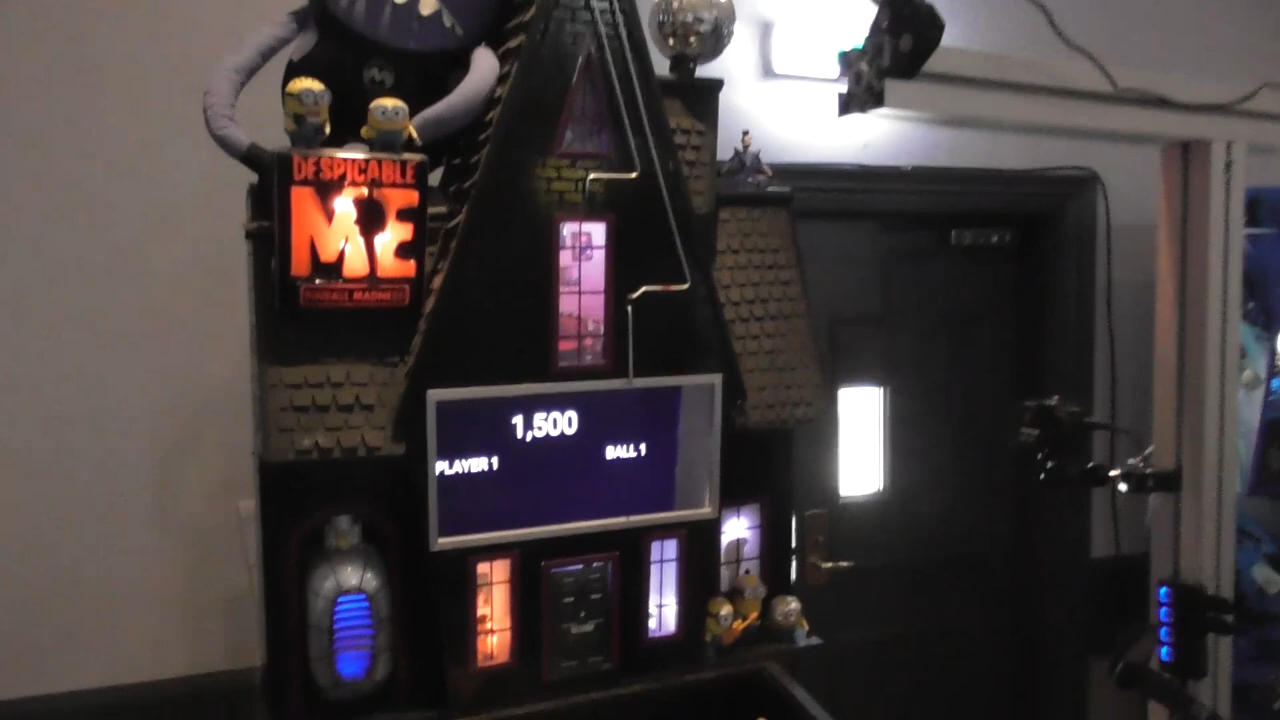 DESPICABLE
ME
PINBALL MADNESS
1,500
PLAYER 1
BALL 1